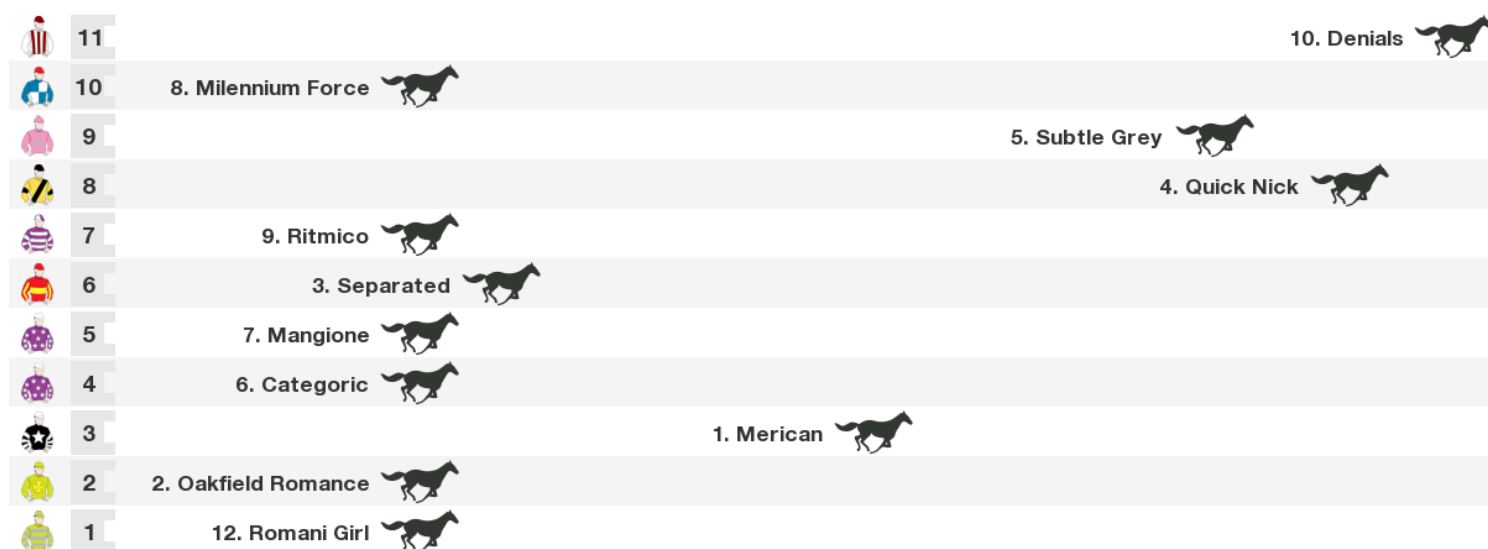 11 10. Denials
10 8. Milennium Force
9 5. Subtle Grey
8 4. Quick Nick
7 9. Ritmico
6 3. Separated
5 7. Mangione
4 6. Categoric
3 1. Merican
2 2. Oakfield Romance
1 12. Romani Girl